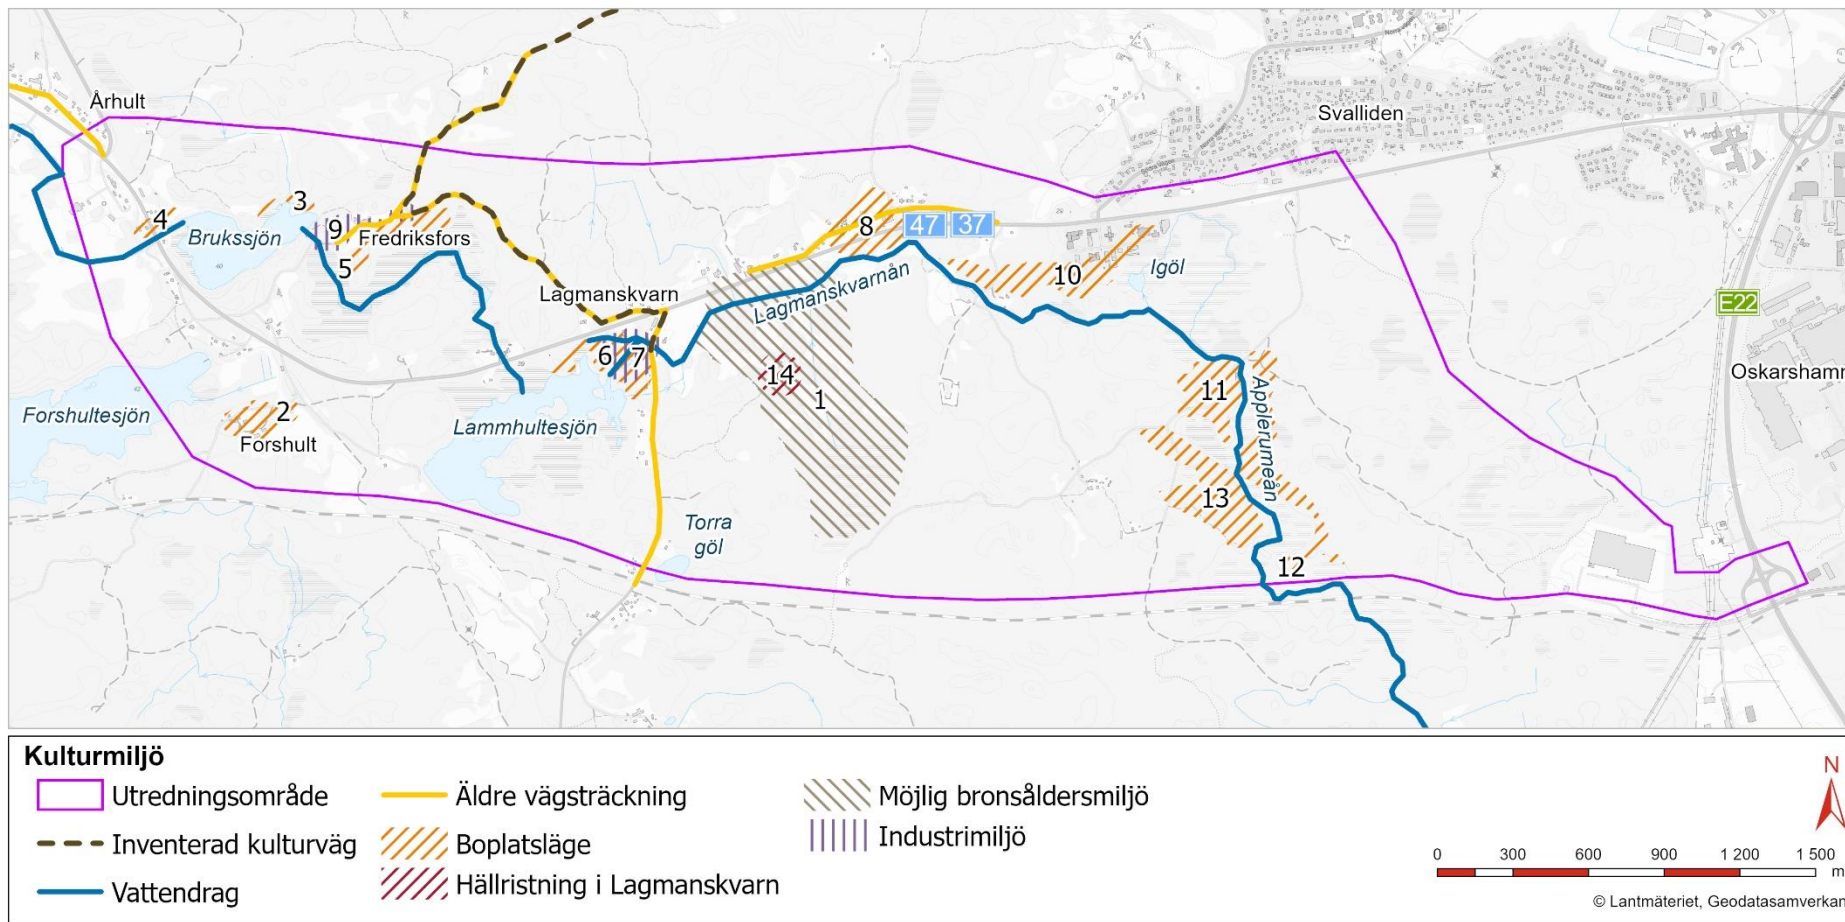 Århult
Svalliden
3
4
9
Brukssjön
Fredriksfors
8
47
37
5
10
Igöl
Lagmanskvarn
Lagmanskvarnån
E22
6
7
14
1
11
Applerumeån
Oskarshamn
Forshultesjön
2
Forshult
Lammhultesjön
13
Torra
göl
12
Kulturmiljö
Utredningsområde
Inventerad kulturväg
Vattendrag
Äldre vägsträckning
Boplatsläge
Hällristning i Lagmanskvarn
Möjlig bronsåldersmiljö
Industrimiljö
N
0 300 600 900 1 200 1 500
m
© Lantmäteriet, Geodatasamverkan